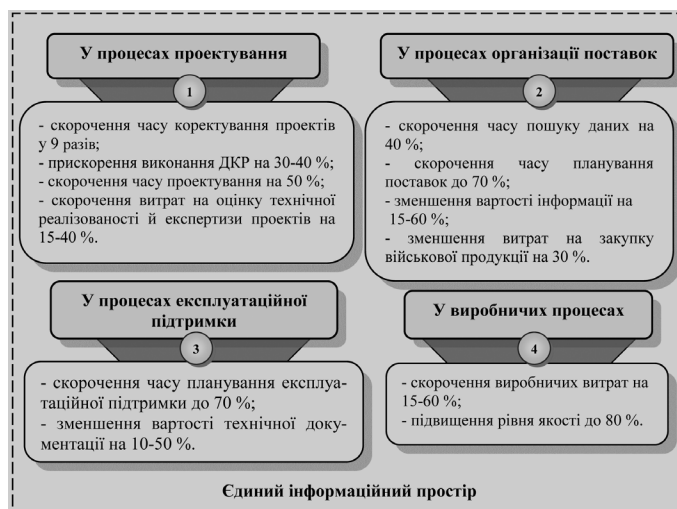 У процесах проектування
1
- скорочення часу коректування проектів
у 9 разів;
- прискорення виконання ДКР на 30-40 %;
- скорочення часу проектування на 50 %;
- скорочення витрат на оцінку технічної
реалізованості й експертизи проектів на
15-40 %.
У процесах організації поставок
2
- скорочення часу пошуку даних на
40 %;
- скорочення часу планування
поставок до 70 %;
- зменшення вартості інформації на
15-60 %;
- зменшення витрат на закупку
військової продукції на 30 %.
У процесах експлуатаційної
підтримки
3
- скорочення часу планування експлуа-
таційної підтримки до 70 %;
- зменшення вартості технічної доку-
ментації на 10-50 %.
У виробничих процесах
4
- скорочення виробничих витрат на
15-60 %;
- підвищення рівня якості до 80 %.
Єдиний інформаційний простір